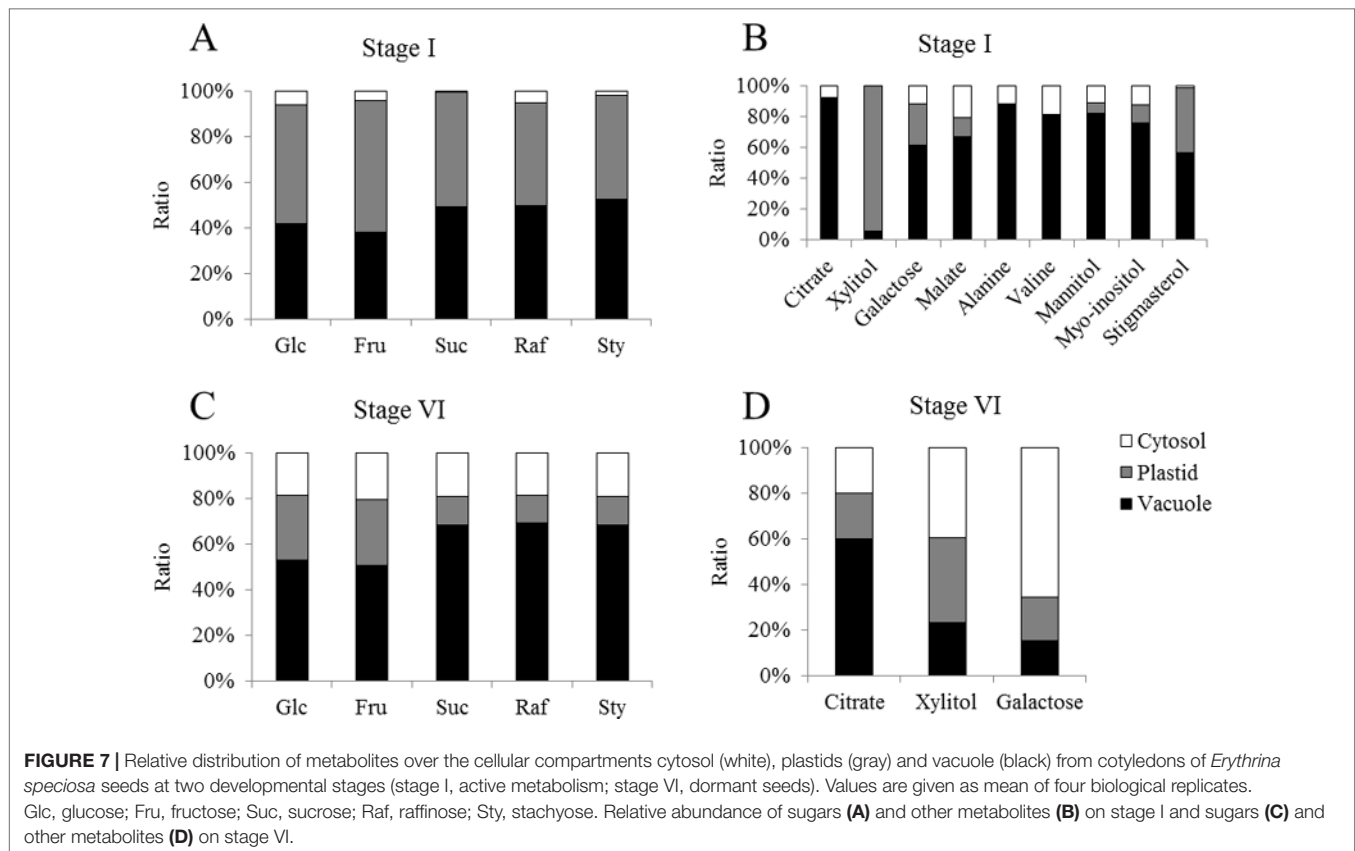 A
Stage I
100%
80%
60%
40%
20%
0%
Ratio
Glc Fru Suc Raf Sty
B
Stage I
100%
80%
60%
40%
20%
0%
Ratio
Citrate Xylitol Galactose Malate Alanine Valine Mannitol Myo-inositol Stigmasterol
C
Stage VI
100%
80%
60%
40%
20%
0%
Ratio
Glc Fru Suc Raf Sty
D
Stage VI
100%
80%
60%
40%
20%
0%
Ratio
Citrate Xylitol Galactose
Cytosol
Plastid
Vacuole
FIGURE 7 | Relative distribution of metabolites over the cellular compartments cytosol (white), plastids (gray) and vacuole (black) from cotyledons of Erythrina
speciosa seeds at two developmental stages (stage I, active metabolism; stage VI, dormant seeds). Values are given as mean of four biological replicates.
Glc, glucose; Fru, fructose; Suc, sucrose; Raf, raffinose; Sty, stachyose. Relative abundance of sugars (A) and other metabolites (B) on stage I and sugars (C) and
other metabolites (D) on stage VI.